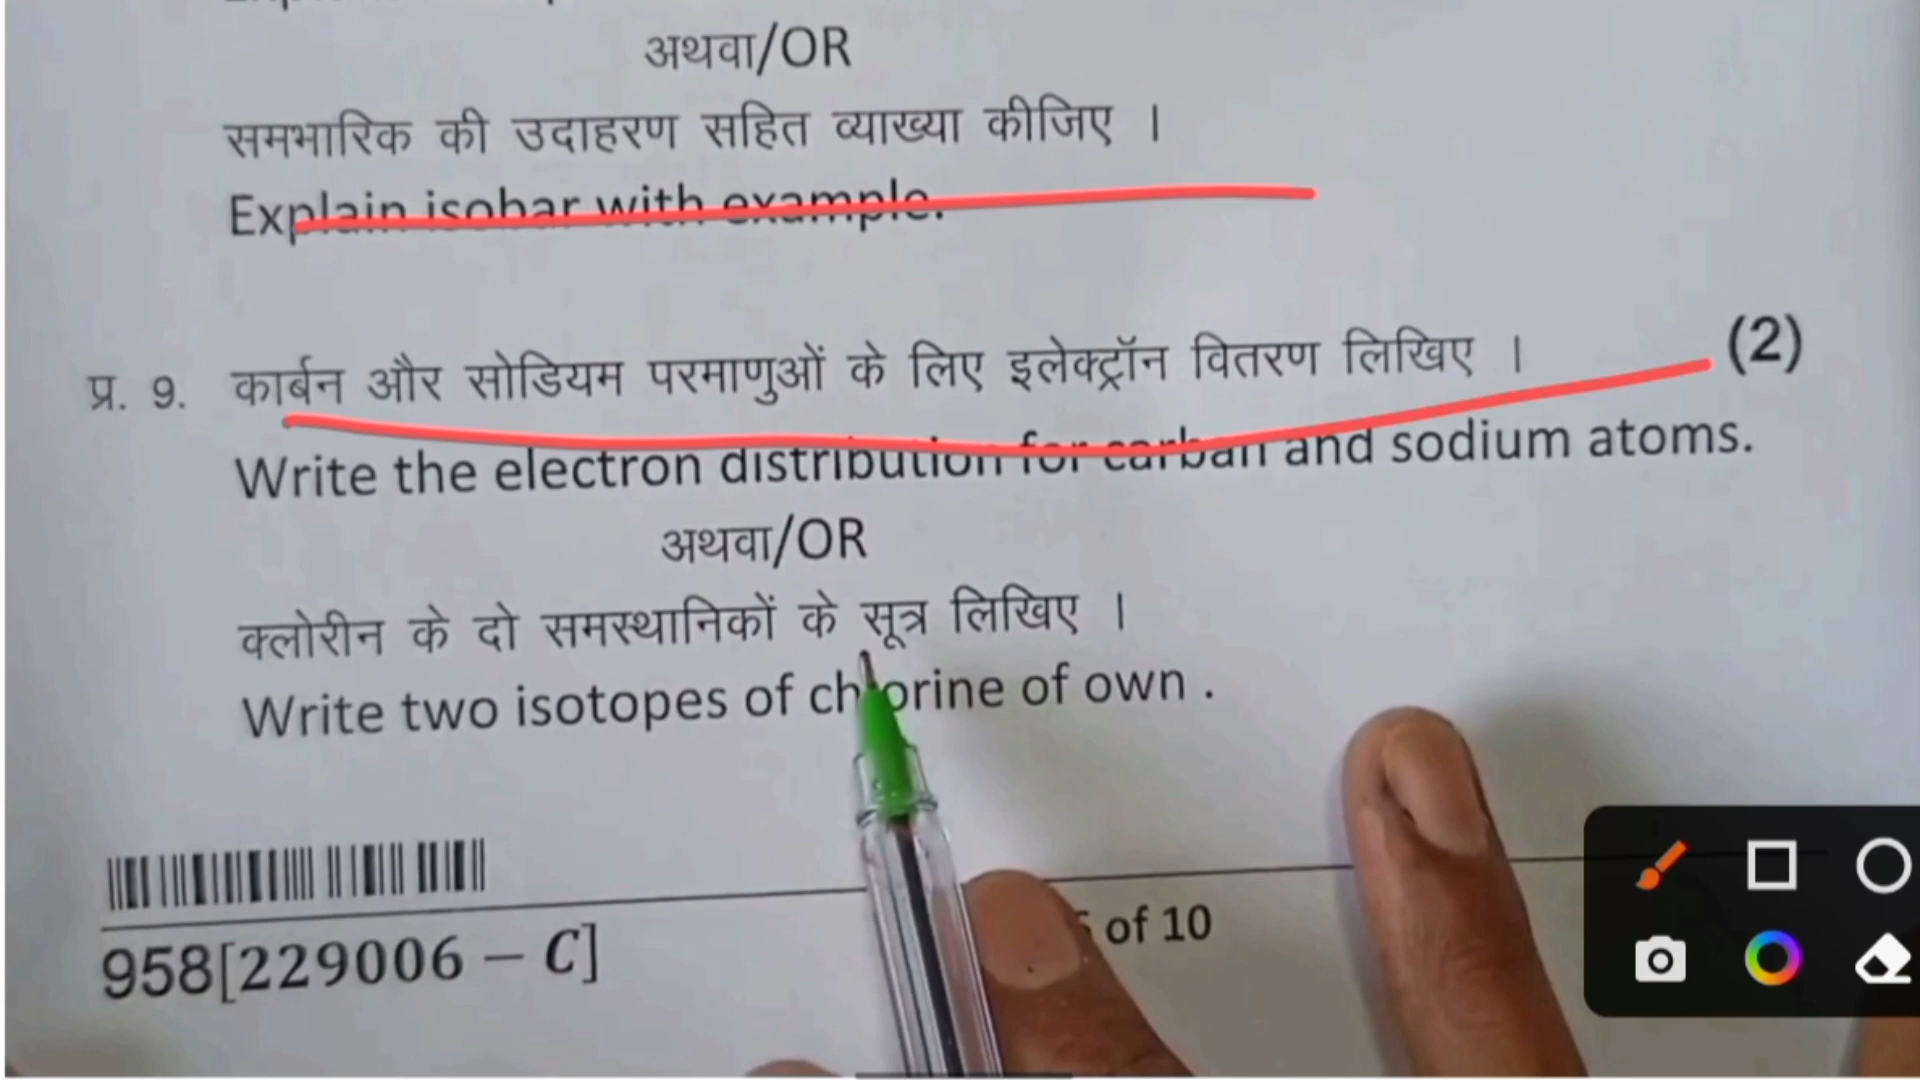 अथवा/OR
समभारिक की उदाहरण सहित व्याख्या कीजिए ।
Explain isobar with example.
प्र. 9. कार्बन और सोडियम परमाणुओं के लिए इलेक्ट्रॉन वितरण लिखिए । (2)
Write the electron distribution for carban and sodium atoms.
अथवा/OR
क्लोरीन के दो समस्थानिकों के सूत्र लिखिए ।
Write two isotopes of chlorine of own .
958[229006 – C]
of 10